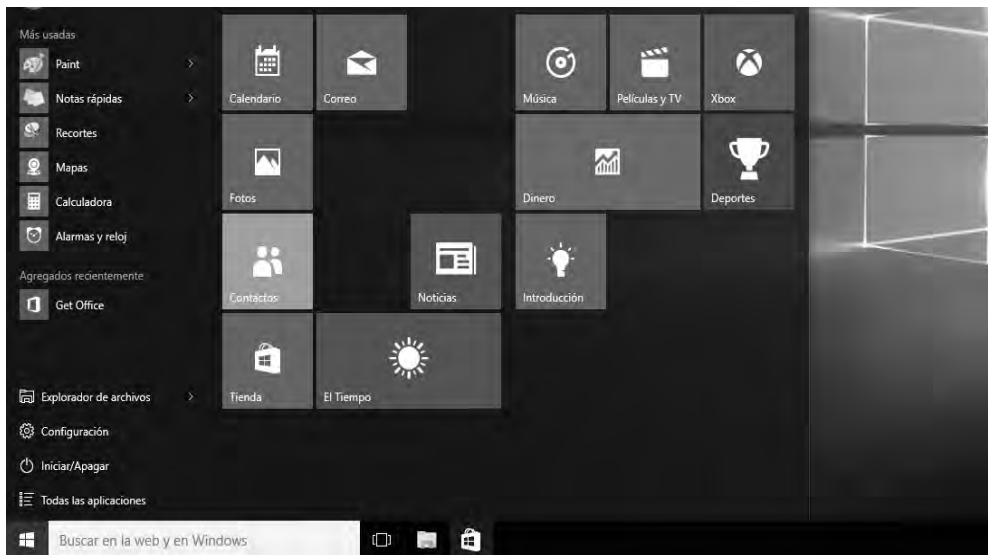 Más usadas
Paint
Notas rápidas
Recortes
Mapas
Calculadora
Alarmas y reloj
Agregados recientemente
Get Office
Explorador de archivos
Configuración
Iniciar/Apagar
Todas las aplicaciones
Calendario
Correo
Fotos
Contactos
Noticias
Tienda
El Tiempo
Música
Películas y TV
Xbox
Dinero
Deportes
Introducción
Buscar en la web y en Windows